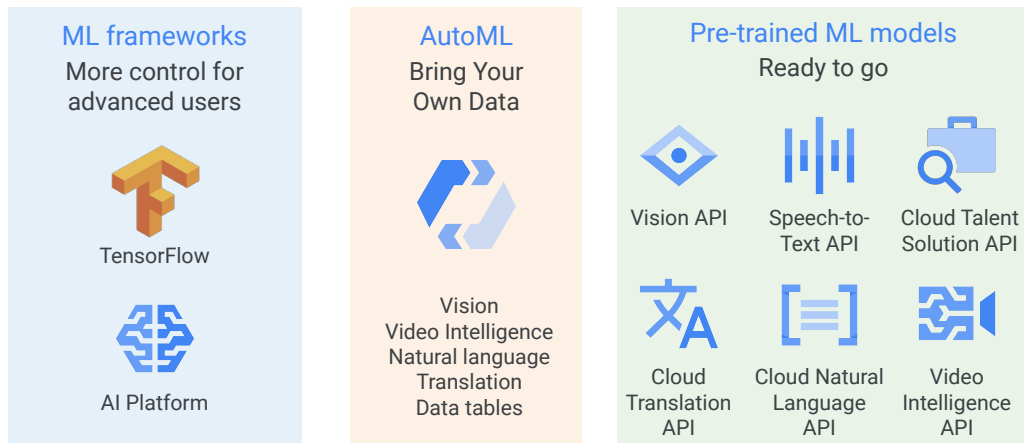 ML frameworks
More control for
advanced users
TensorFlow
AI Platform
AutoML
Bring Your
Own Data
Vision
Video Intelligence
Natural language
Translation
Data tables
Pre-trained ML models
Ready to go
Vision API
Speech-to-
Text API
Cloud Talent
Solution API
Cloud
Translation
API
Cloud Natural
Language
API
Video
Intelligence
API